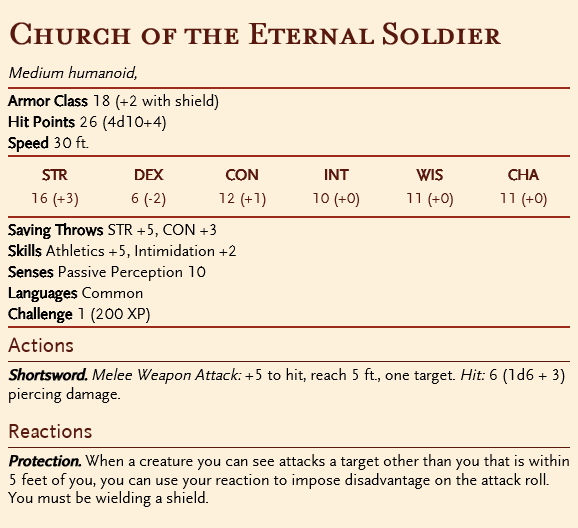 Church of the Eternal Soldier
Medium humanoid,
Armor Class 18 (+2 with shield)
Hit Points 26 (4d10+4)
Speed 30 ft.
STR DEX CON INT WIS CHA
16 (+3) 6 (-2) 12 (+1) 10 (+0) 11 (+0) 11 (+0)
Saving Throws STR +5, CON +3
Skills Athletics +5, Intimidation +2
Senses Passive Perception 10
Languages Common
Challenge 1 (200 XP)
Actions
Shortsword. Melee Weapon Attack: +5 to hit, reach 5 ft., one target. Hit: 6 (1d6 + 3)
piercing damage.
Reactions
Protection. When a creature you can see attacks a target other than you that is within
5 feet of you, you can use your reaction to impose disadvantage on the attack roll.
You must be wielding a shield.